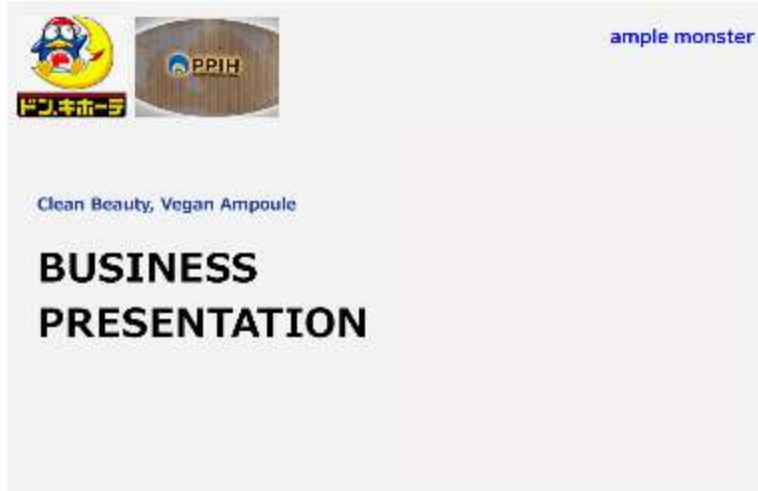 ドン.キホーテ
PPIH
ample monster
Clean Beauty, Vegan Ampoule
BUSINESS
PRESENTATION